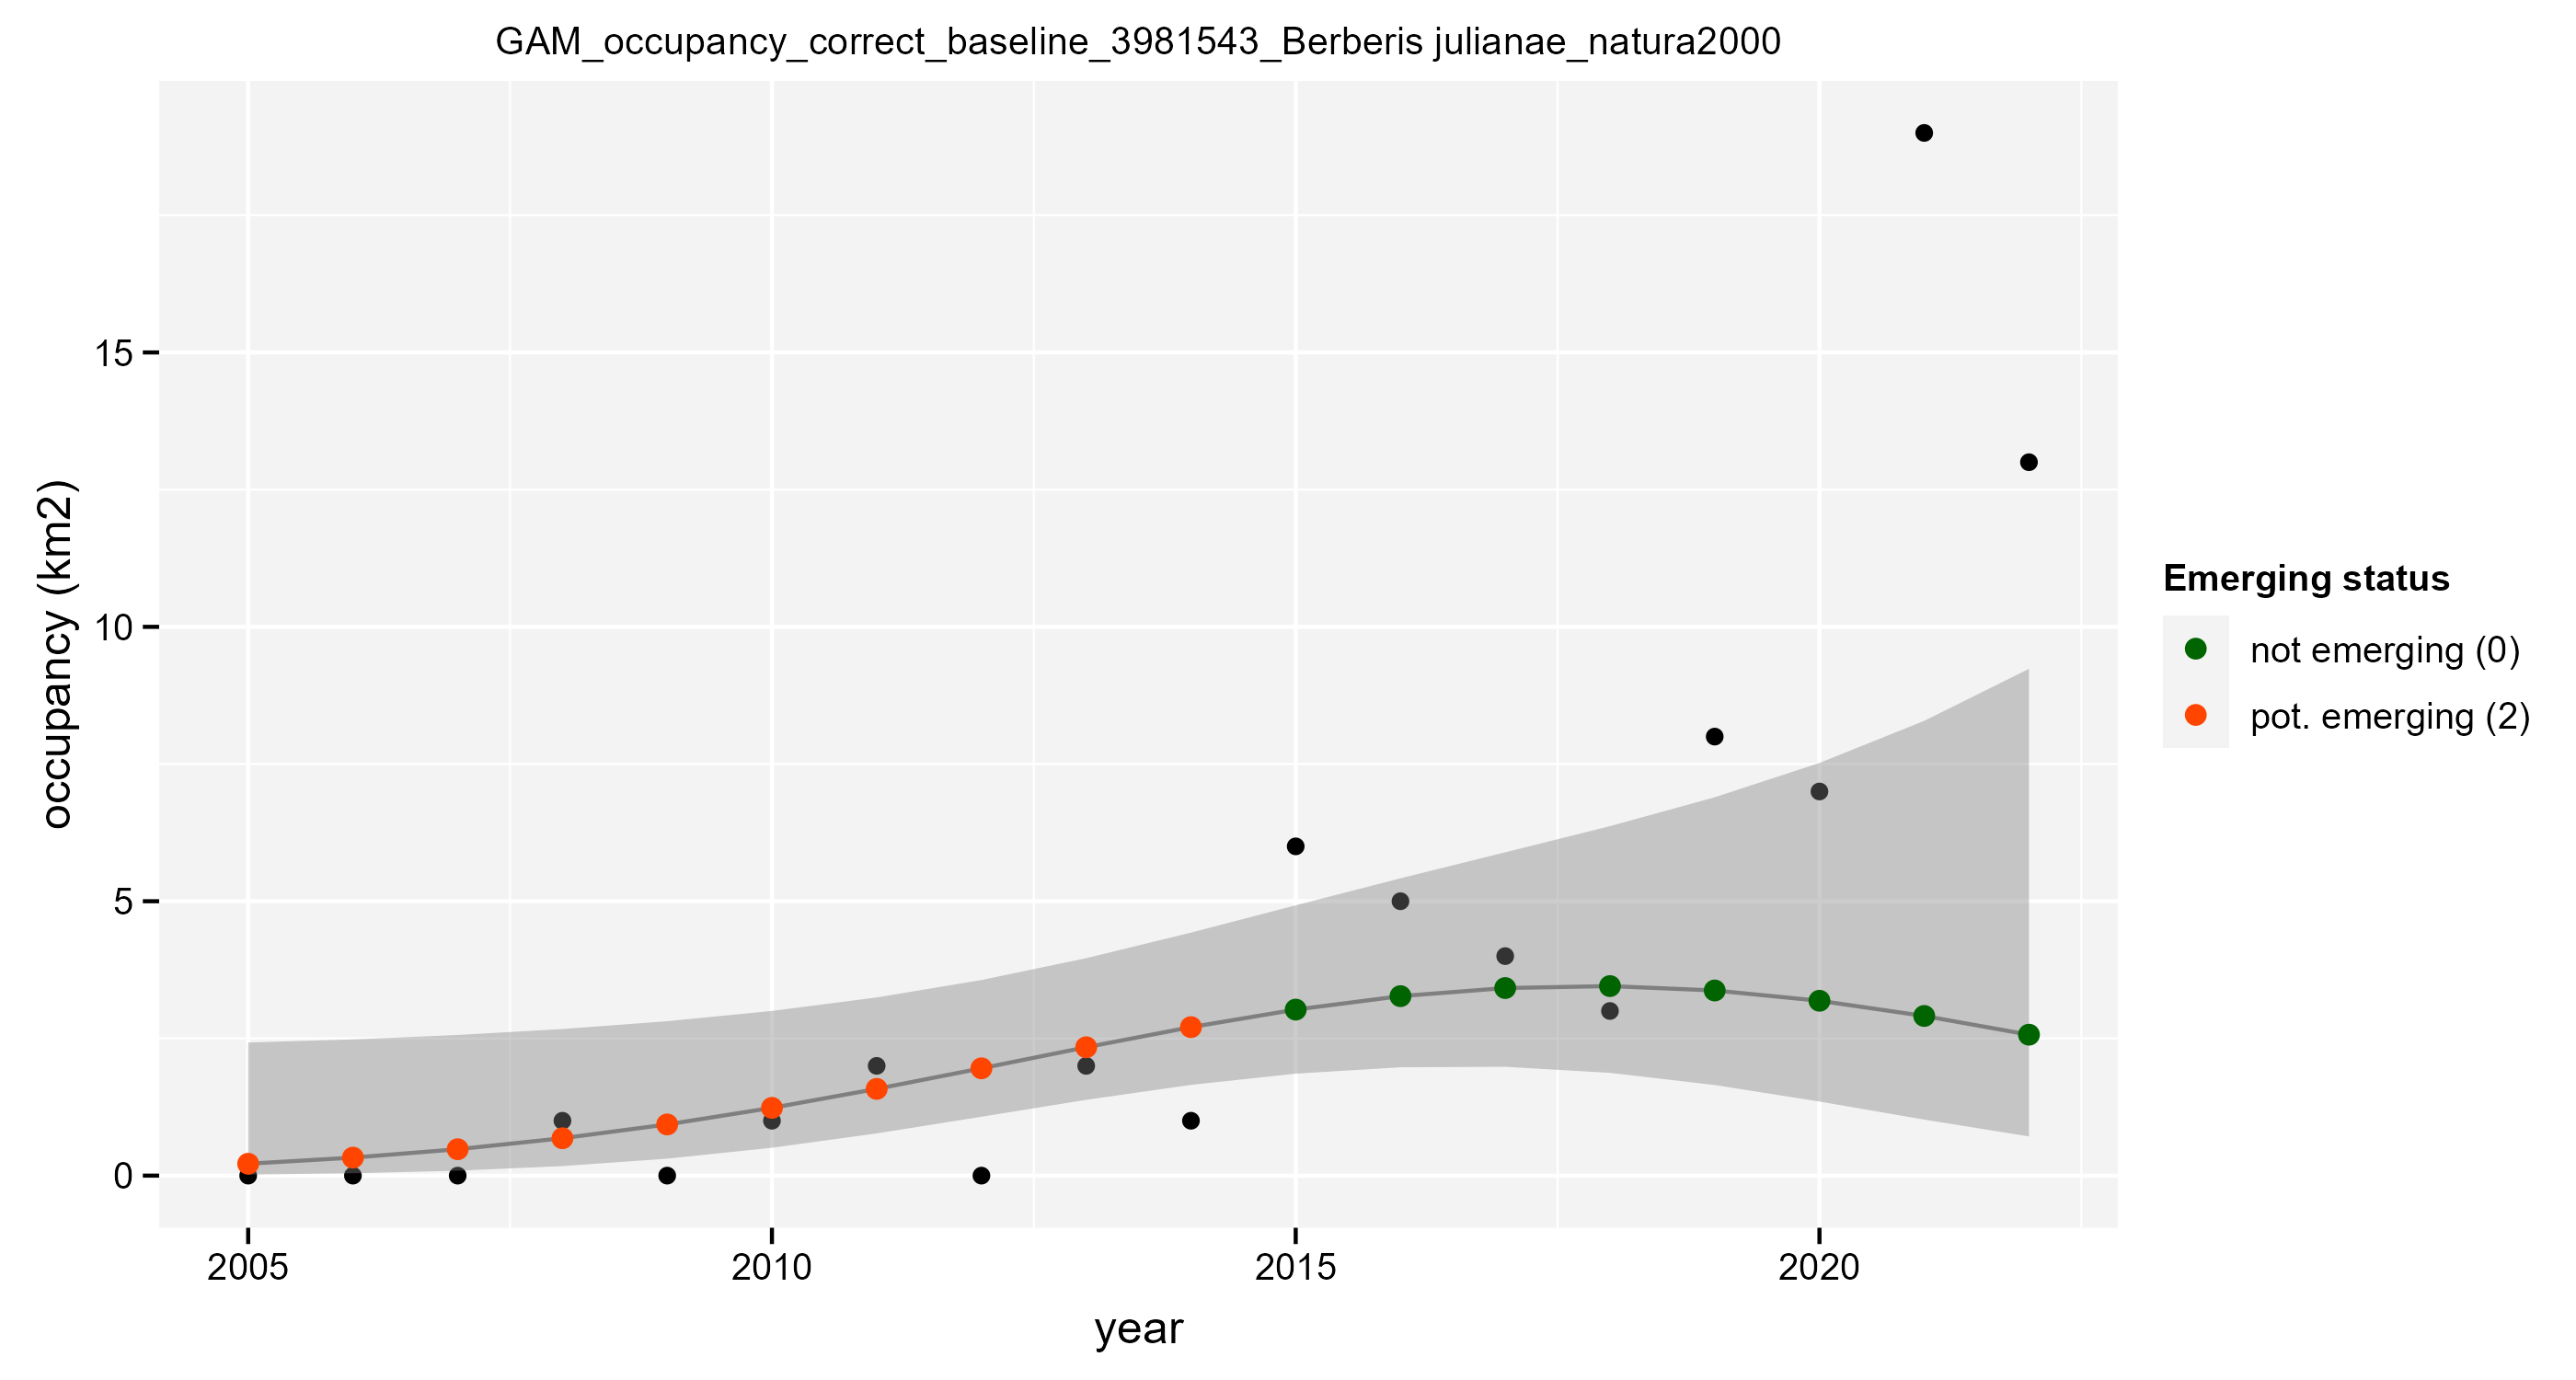 GAM_occupancy_correct_baseline_3981543_Berberis julianae_natura2000
occupancy (km2)
15
10
5
0
2005
2010
2015
2020
year
Emerging status
not emerging (0)
pot. emerging (2)